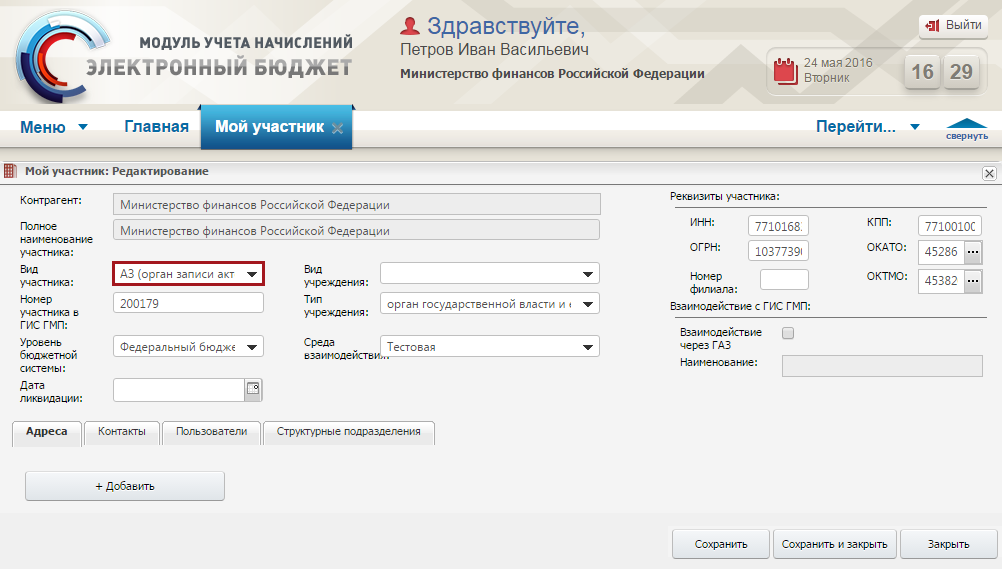 МОДУЛЬ УЧЕТА НАЧИСЛЕНИЙ
ЭЛЕКТРОННЫЙ БЮДЖЕТ
Здравствуйте,
Петров Иван Васильевич
Министерство финансов Российской Федерации
Выйти
24 мая 2016
Вторник
16 29
Меню
Главная
Мой участник
Перейти...
свернуть
Мой участник: Редактирование
Контрагент:
Министерство финансов Российской Федерации
Полное
наименование
участника:
Министерство финансов Российской Федерации
Вид
участника:
АЗ (орган записи акт
Вид
учреждения:
Номер
участника в
ГИС ГМП:
200179
Тип
учреждения:
орган государственной власти и
Уровень
бюджетной
системы:
Федеральный бюдже
Среда
взаимодействия:
Тестовая
Дата
ликвидации:
Реквизиты участника:
ИНН:
771016
КПП:
7710010
ОГРН:
103773
ОКАТО:
45286
...
Номер
филиала:
ОКТМО:
45382
...
Взаимодействие с ГИС ГМП:
Взаимодействие
через ГАЗ
Наименование:
Адреса
Контакты
Пользователи
Структурные подразделения
+ Добавить
Сохранить
Сохранить и закрыть
Закрыть